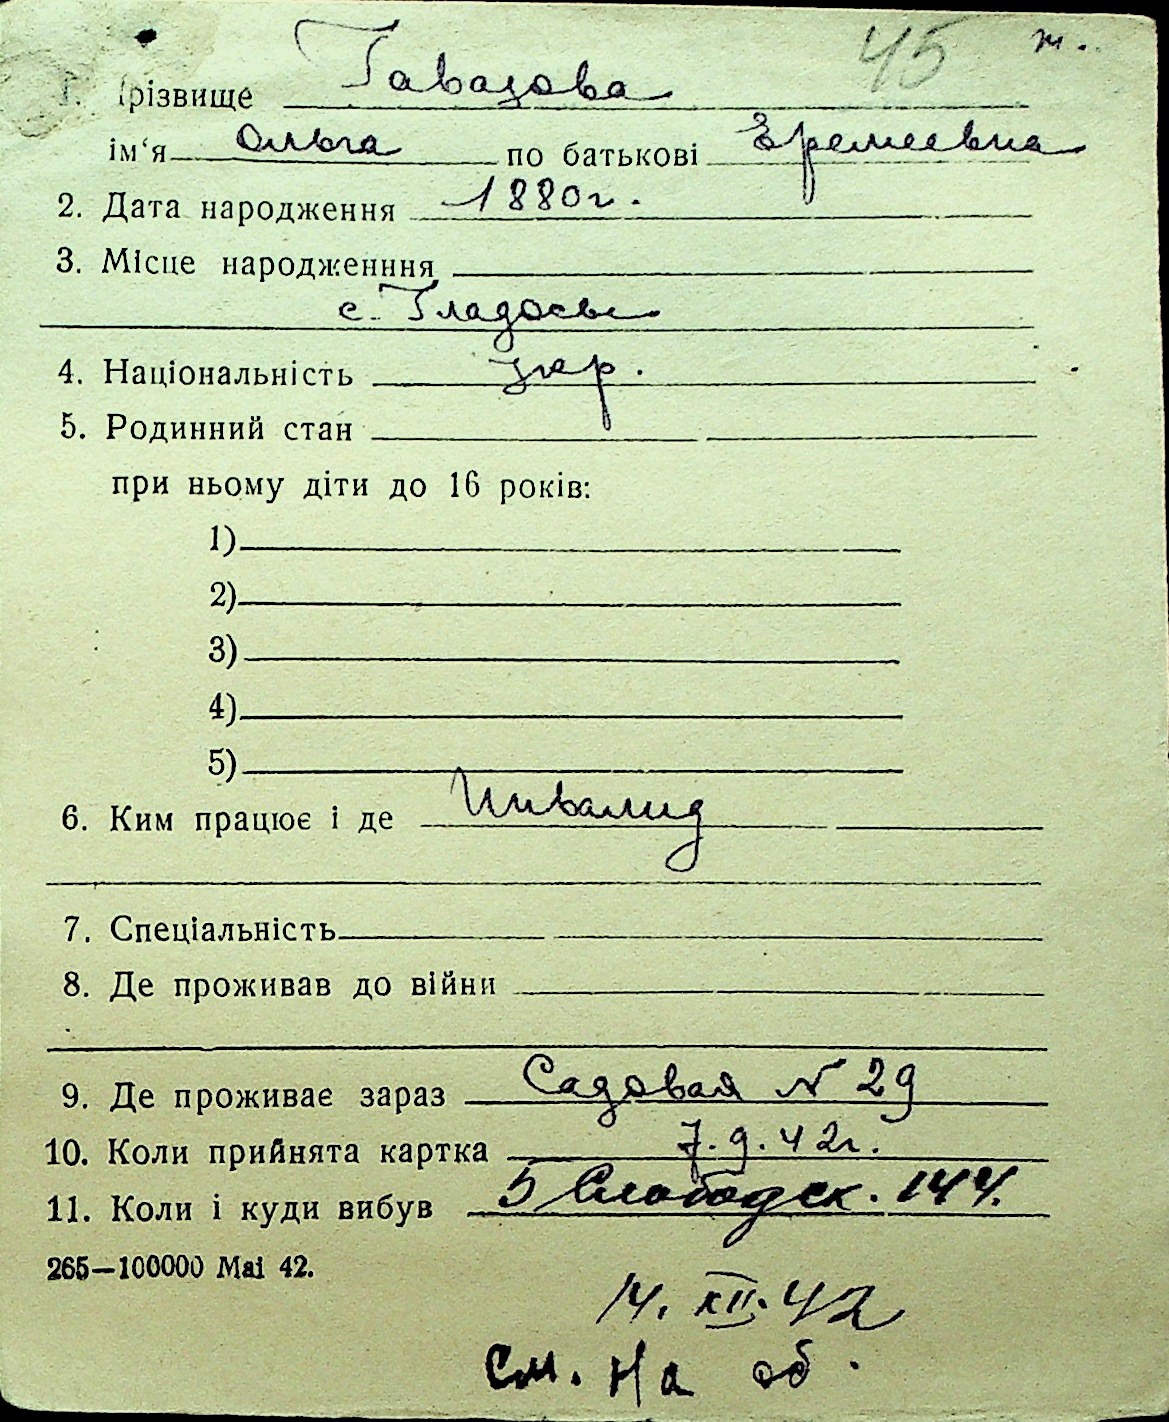 45 ж.
1. Прізвище Гавазова
ім'я Ольга по батькові Еремеевна
2. Дата народження 1880г.
3. Місце народженння
с. Гладосы
4. Національність укр.
5. Родинний стан
при ньому діти до 16 років:
1)
2)
3)
4)
5)
6. Ким працює і де Инвалид
7. Спеціальність
8. Де проживав до війни
9. Де проживає зараз Садовая N 29
10. Коли прийнята картка 7.9.42г.
11. Коли і куди вибув 5 Слободск. 144.
265—100000 Mai 42.
14. XII. 42
см. на об.